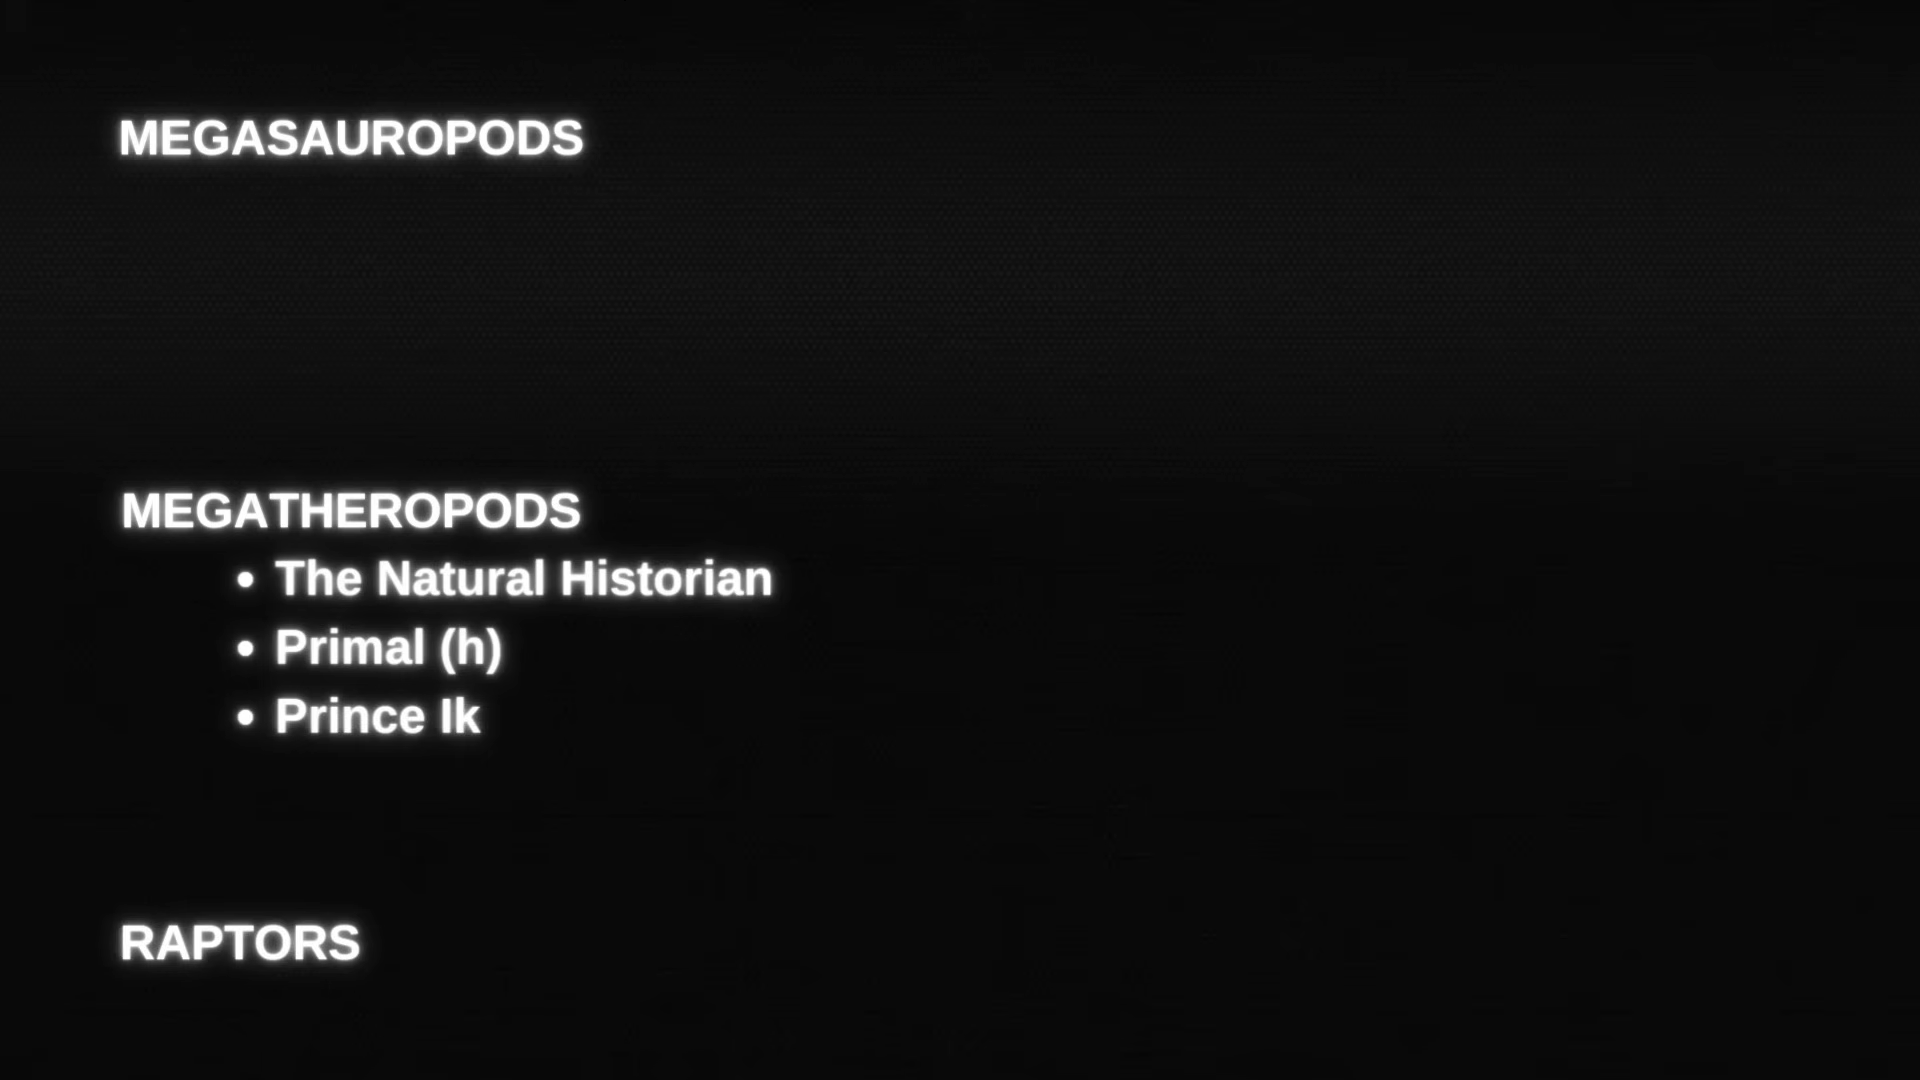 MEGASAUROPODS
MEGATHEROPODS
• The Natural Historian
• Primal (h)
• Prince Ik
RAPTORS